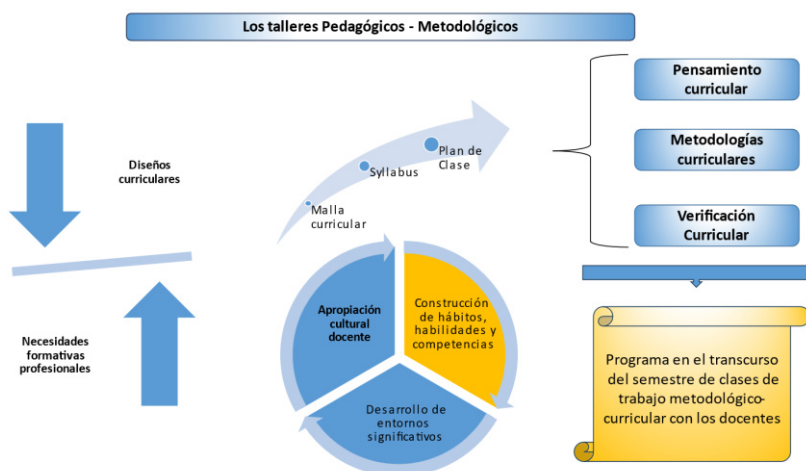 Los talleres Pedagógicos - Metodológicos
Diseños
curriculares
Necesidades
formativas
profesionales
Malla
curricular
Syllabus
Plan de
Clase
Apropiación
cultural
docente
Construcción
de hábitos,
habilidades y
competencias
Desarrollo de
entornos
significativos
Pensamiento
curricular
Metodologías
curriculares
Verificación
Curricular
Programa en el transcurso
del semestre de clases de
trabajo metodológico-
curricular con los docentes